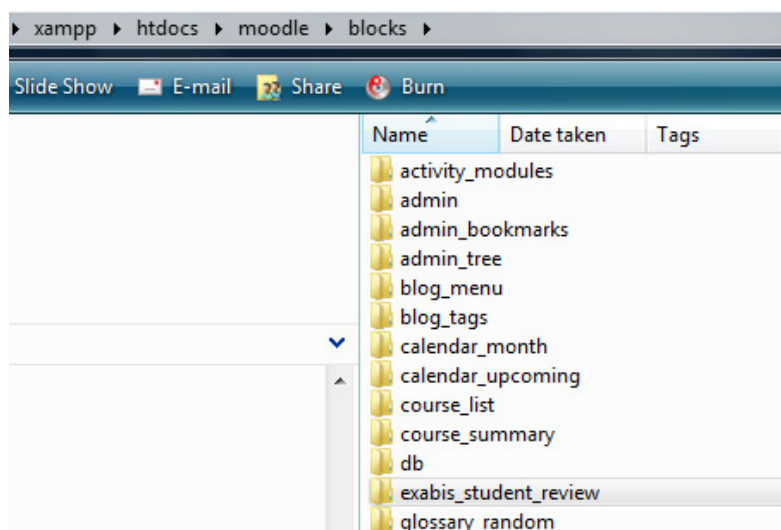 xampp ▸ htdocs ▸ moodle ▸ blocks ▸
Slide Show E-mail Share Burn
Name Date taken Tags
activity_modules
admin
admin_bookmarks
admin_tree
blog_menu
blog_tags
calendar_month
calendar_upcoming
course_list
course_summary
db
exabis_student_review
glossary_random